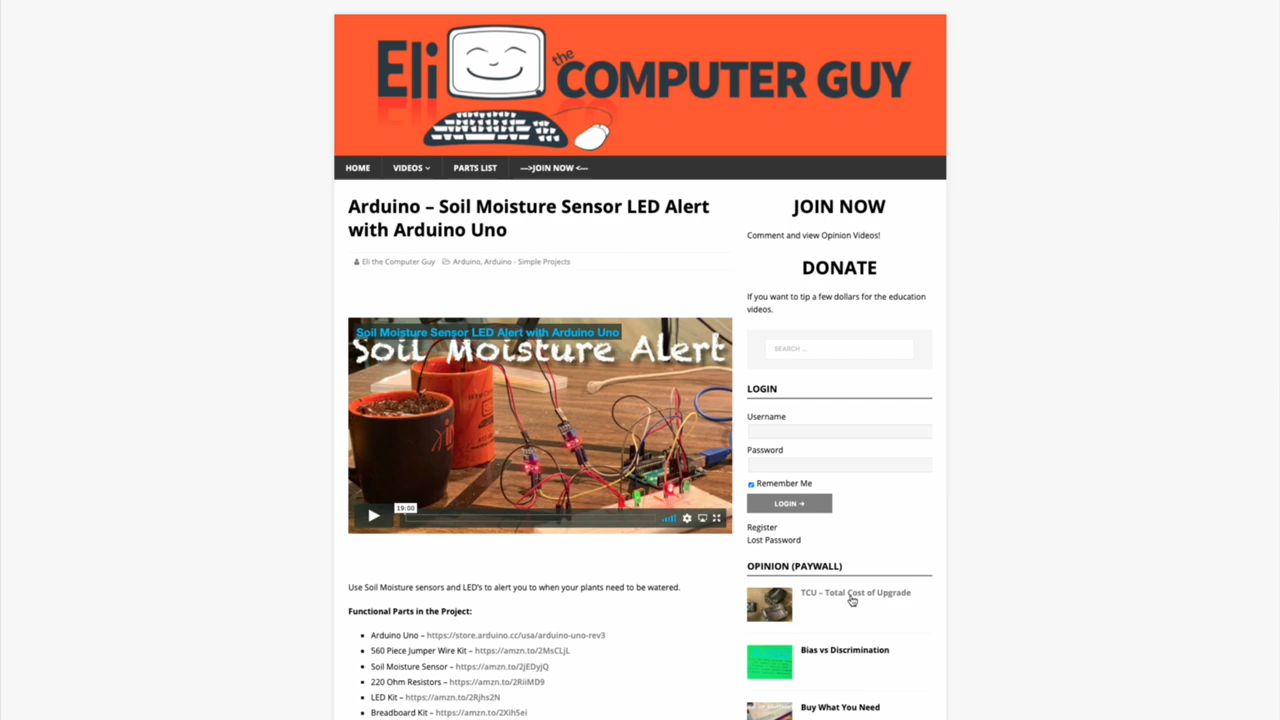 Eli the COMPUTER GUY
HOME VIDEOS PARTS LIST --->JOIN NOW <---
Arduino – Soil Moisture Sensor LED Alert
with Arduino Uno
Eli the Computer Guy Arduino, Arduino - Simple Projects
Soil Moisture Sensor LED Alert with Arduino Uno
Soil Moisture Alert
19:00
Use Soil Moisture sensors and LED's to alert you to when your plants need to be watered.
Functional Parts in the Project:
Arduino Uno – https://store.arduino.cc/usa/arduino-uno-rev3
560 Piece Jumper Wire Kit – https://amzn.to/2MsCLjL
Soil Moisture Sensor – https://amzn.to/2jEDyjQ
220 Ohm Resistors – https://amzn.to/2RiiMD9
LED Kit – https://amzn.to/2Rjhs2N
Breadboard Kit – https://amzn.to/2Xih5ei
JOIN NOW
Comment and view Opinion Videos!
DONATE
If you want to tip a few dollars for the education
videos.
SEARCH ...
LOGIN
Username
Password
Remember Me
LOGIN →
Register
Lost Password
OPINION (PAYWALL)
TCU – Total Cost of Upgrade
Bias vs Discrimination
Buy What You Need